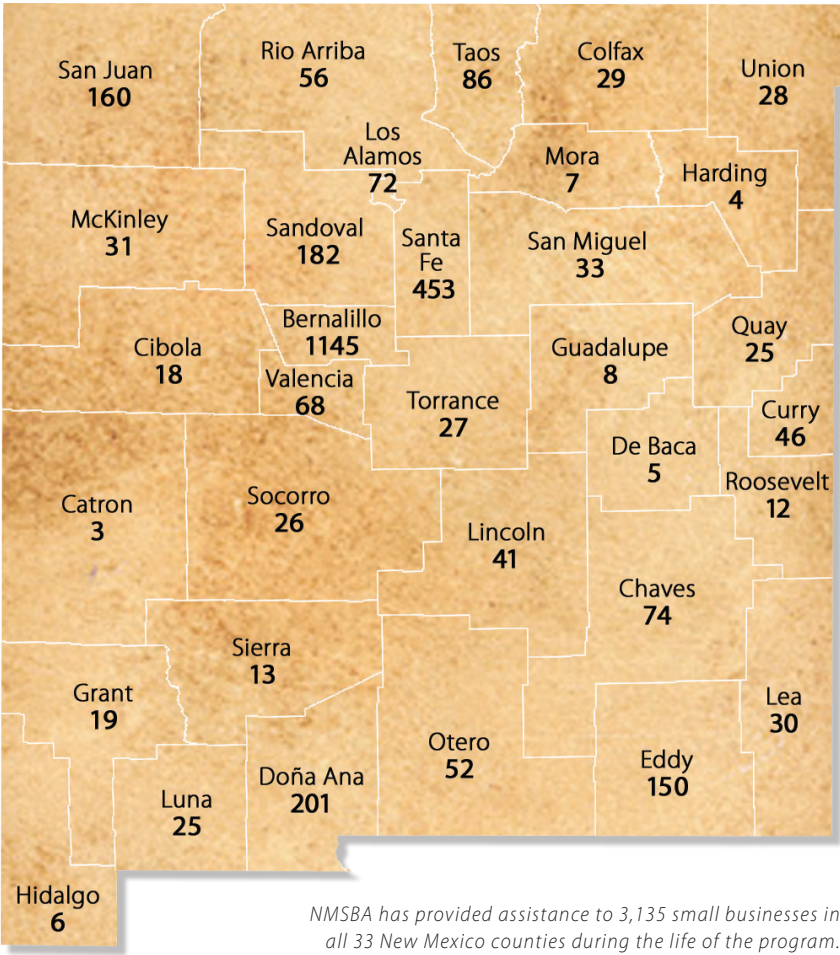 San Juan
160
Rio Arriba
56
Taos
86
Colfax
29
Union
28
Los
Alamos
72
Mora
7
Harding
4
McKinley
31
Sandoval
182
Santa
Fe
453
San Miguel
33
Cibola
18
Bernalillo
1145
Valencia
68
Torrance
27
Guadalupe
8
Quay
25
Curry
46
De Baca
5
Roosevelt
12
Catron
3
Socorro
26
Lincoln
41
Chaves
74
Sierra
13
Grant
19
Lea
30
Otero
52
Eddy
150
Doña Ana
201
Luna
25
Hidalgo
6
NMSBA has provided assistance to 3,135 small businesses in
all 33 New Mexico counties during the life of the program.